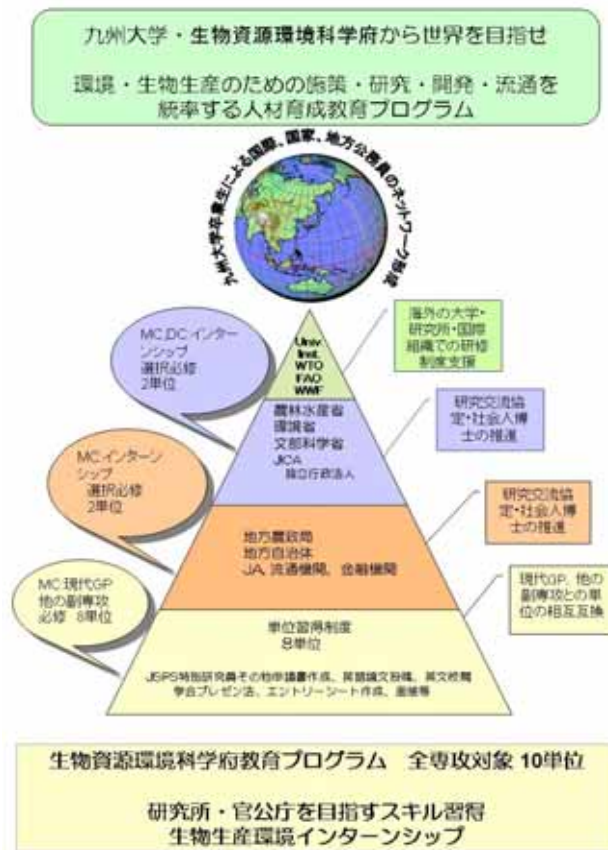 九州大学・生物資源環境科学府から世界を目指せ
環境・生物生産のための施策・研究・開発・流通を
統率する人材育成教育プログラム
九州大学卒業生による国際、国家、地方公務員のネットワーク形成
MC,DC インター
ンシップ
選択必修
2単位
Univ.
Inst.
WTO
FAO
WWF
海外の大学・
研究所・国際
組織での研修
制度支援
農林水産省
環境省
文部科学省
JICA
独立行政法人
研究交流協
定・社会人博
士の推進
MC:インターン
シップ
選択必修
2単位
地方農政局
地方自治体
JA, 流通機関、金融機関
研究交流協
定・社会人博
士の推進
MC:現代GP
他の副専攻
必修 8単位
単位習得制度
8単位
JSPS特別研究員その他申請書作成、英語論文投稿、英文校閲
学会プレゼン法、エントリーシート作成、面接等
現代GP、他の
副専攻との単
位の相互互換
生物資源環境科学府教育プログラム 全専攻対象 10単位
研究所・官公庁を目指すスキル習得
生物生産環境インターンシップ